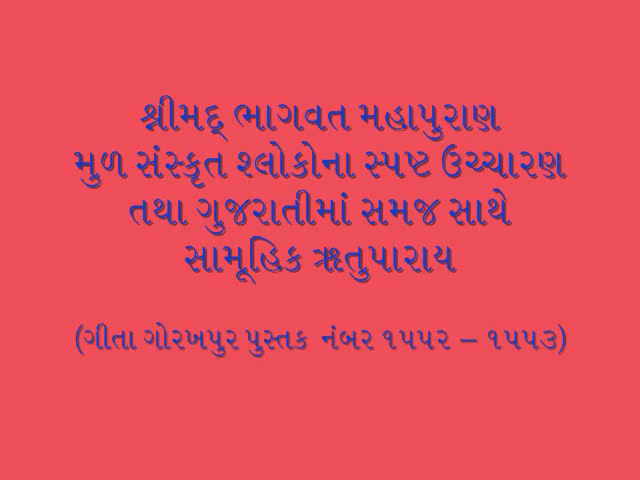 શ્રીમદ્ ભાગવત મહાપુરાણ
મુળ સંસ્કૃત શ્લોકોના સ્પષ્ટ ઉચ્ચારણ
તથા ગુજરાતીમાં સમજ સાથે
સામૂહિક ઋતુપારાય
(ગીતા ગોરખપુર પુસ્તક નંબર ૧૫૫૨ – ૧૫૫૩)